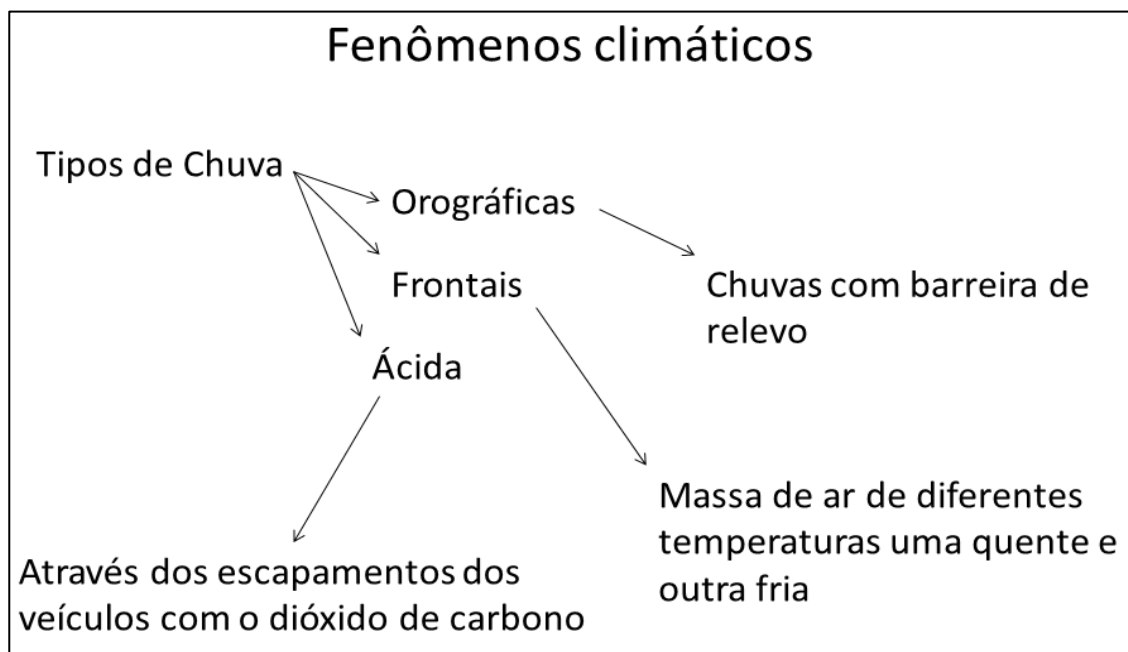 Fenômenos climáticos
Tipos de Chuva
Orográficas
Frontais
Chuvas com barreira de
relevo
Ácida
Massa de ar de diferentes
temperaturas uma quente e
outra fria
Através dos escapamentos dos
veículos com o dióxido de carbono